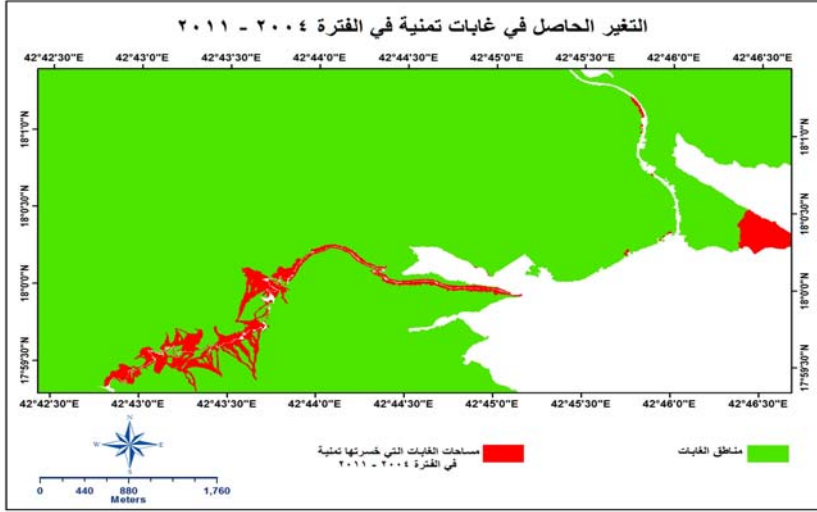 التغير الحاصل في غابات تمنية في الفترة ٢٠٠٤ - ٢٠١١
42°42'30"E 42°43'0"E 42°43'30"E 42°44'0"E 42°44'30"E 42°45'0"E 42°45'30"E 42°46'0"E 42°46'30"E
18°1'0"N 18°1'0"N
18°0'30"N 18°0'30"N
18°0'0"N 18°0'0"N
17°59'30"N 17°59'30"N
42°42'30"E 42°43'0"E 42°43'30"E 42°44'0"E 42°44'30"E 42°45'0"E 42°45'30"E 42°46'0"E 42°46'30"E
مناطق الغابات
مساحات الغابات التي خسرتها تمنية
في الفترة ٢٠٠٤ - ٢٠١١
N
W E
S
0 440 880 1,760
Meters